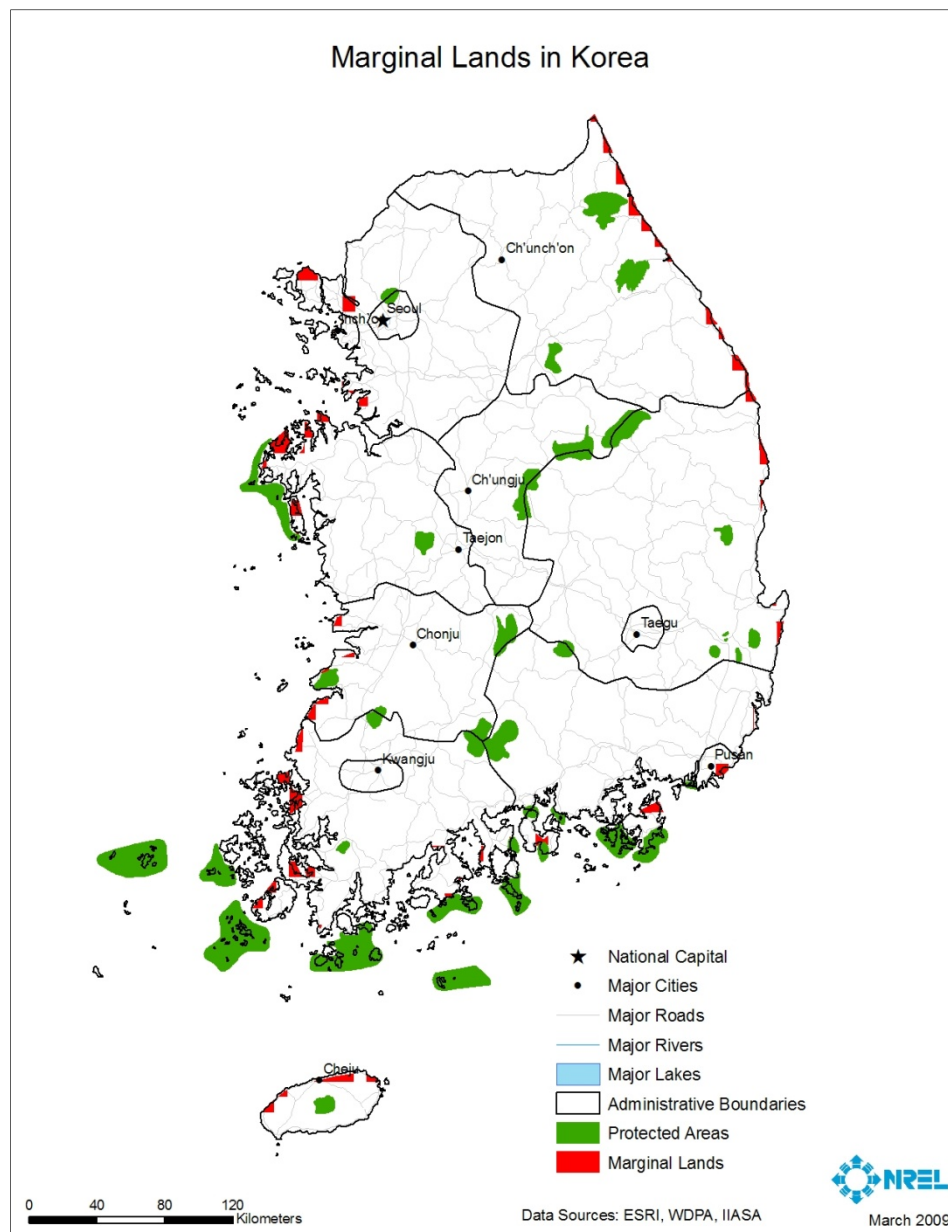 Marginal Lands in Korea
Ch'unch'on
Seoul
Ch'ungju
Taejon
Taegu
Chonju
Pusan
Kwangju
National Capital
Major Cities
Major Roads
Major Rivers
Major Lakes
Cheju
Administrative Boundaries
Protected Areas
Marginal Lands
NREL
0 40 80 120
Kilometers
Data Sources: ESRI, WDPA, IIASA
March 2009